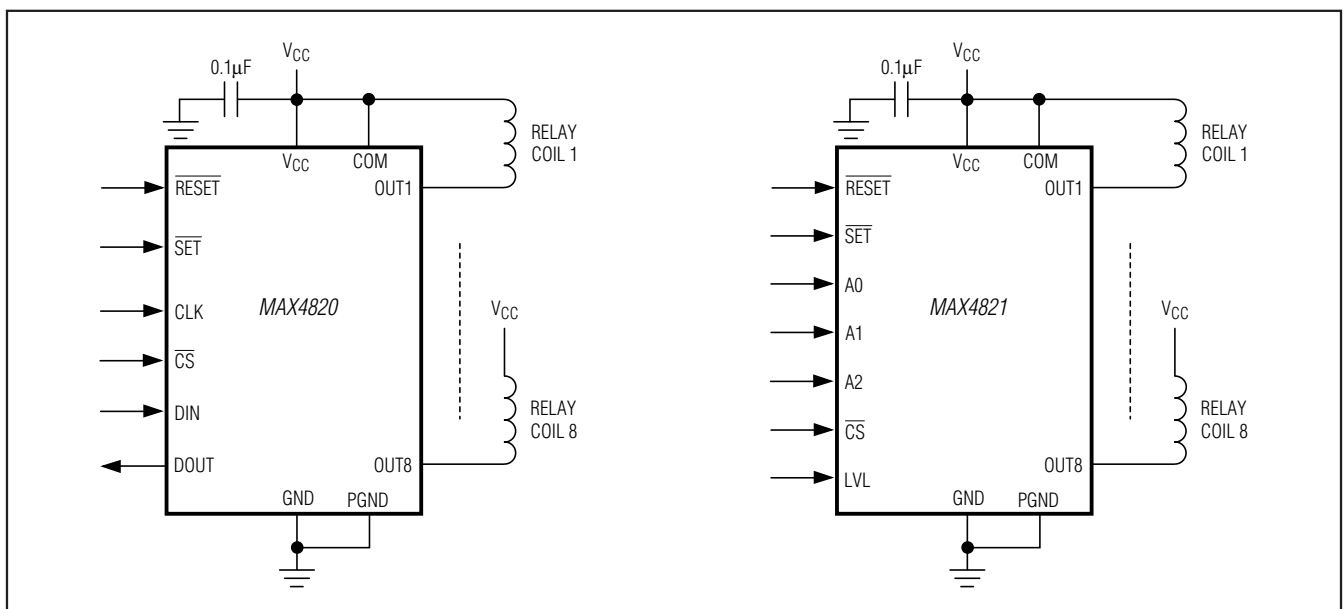 VCC
0.1µF
VCC
COM
RELAY
COIL 1
RESET
OUT1
SET
CLK
MAX4820
CS
VCC
DIN
RELAY
COIL 8
DOUT
OUT8
GND
PGND
VCC
0.1µF
VCC
COM
RELAY
COIL 1
RESET
OUT1
SET
A0
MAX4821
A1
VCC
A2
RELAY
COIL 8
CS
OUT8
LVL
GND
PGND